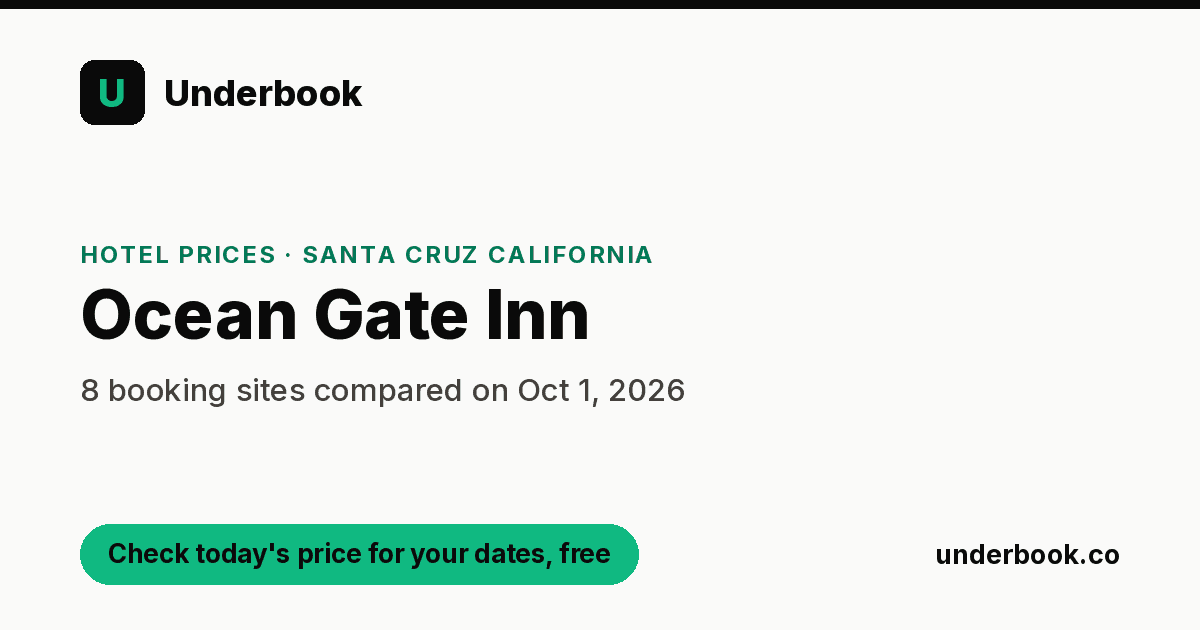 U Underbook
HOTEL PRICES · SANTA CRUZ CALIFORNIA
Ocean Gate Inn
8 booking sites compared on Oct 1, 2026
Check today's price for your dates, free
underbook.co